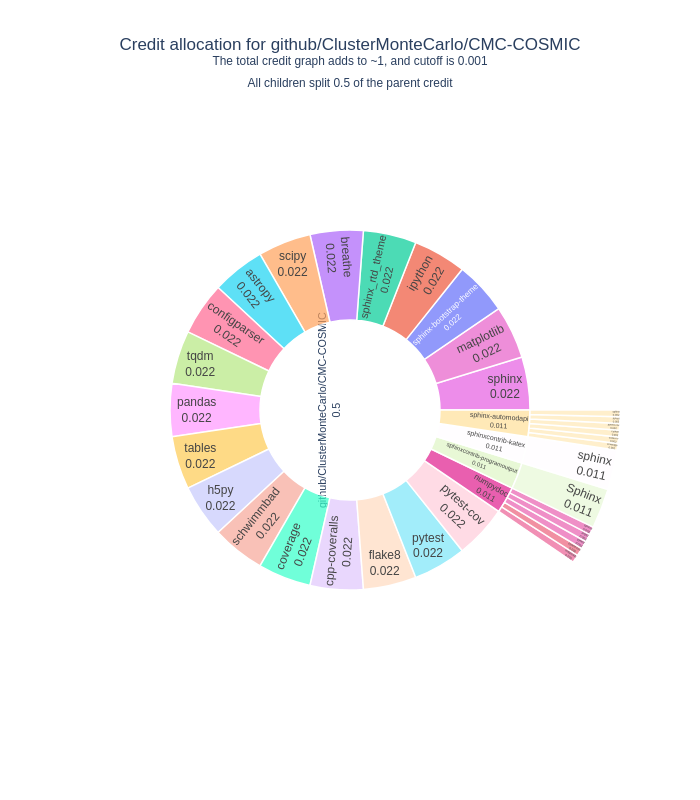 Credit allocation for github/ClusterMonteCarlo/CMC-COSMIC
The total credit graph adds to ~1, and cutoff is 0.001
All children split 0.5 of the parent credit
github/ClusterMonteCarlo/CMC-COSMIC
0.5
sphinx
0.022
matplotlib
0.022
sphinx-bootstrap-theme
0.022
ipython
0.022
sphinx_rtd_theme
0.022
breathe
0.022
scipy
0.022
astropy
0.022
configparser
0.022
tqdm
0.022
pandas
0.022
tables
0.022
h5py
0.022
schwimmbad
0.022
coverage
0.022
cpp-coveralls
0.022
flake8
0.022
pytest
0.022
pytest-cov
0.022
numpydoc
0.011
sphinxcontrib-programoutput
0.011
Sphinx
0.011
sphinxcontrib-katex
0.011
sphinx
0.011
sphinx-automodapi
0.011